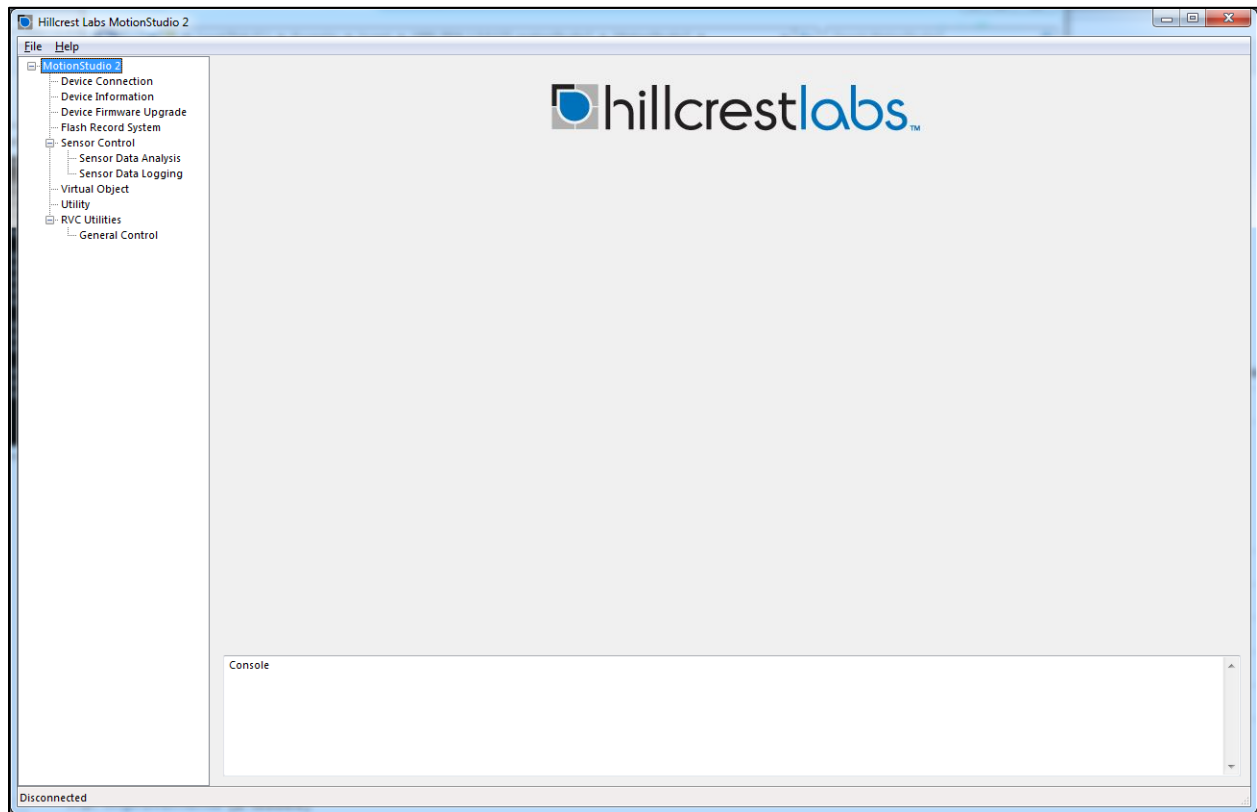 Hillcrest Labs MotionStudio 2
File Help
MotionStudio 2
Device Connection
Device Information
Device Firmware Upgrade
Flash Record System
Sensor Control
Sensor Data Analysis
Sensor Data Logging
Virtual Object
Utility
RVC Utilities
General Control
hillcrestlabs™
Console
Disconnected